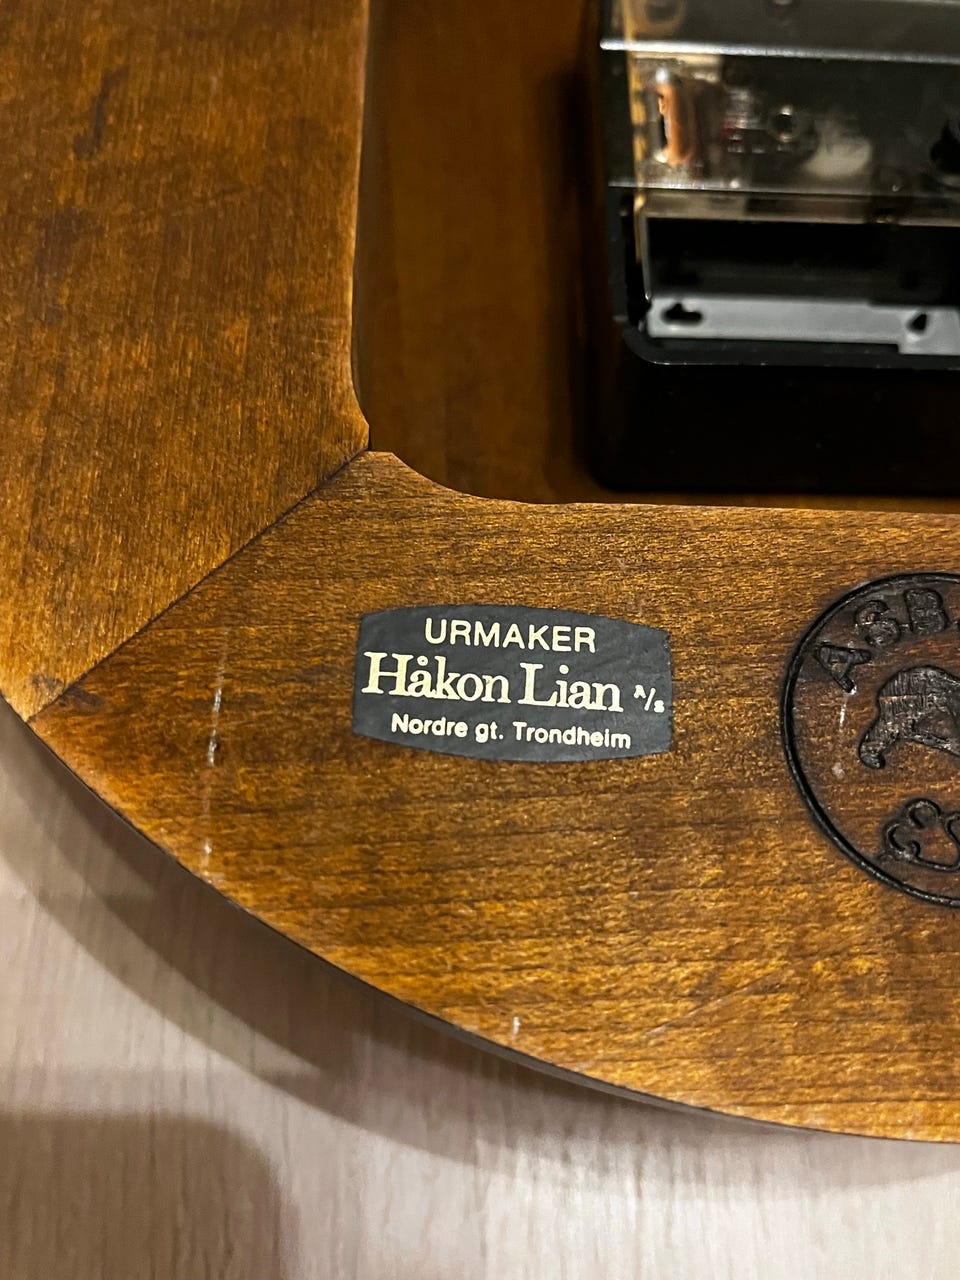 URMAKER
Håkon Lian A/s
Nordre gt. Trondheim